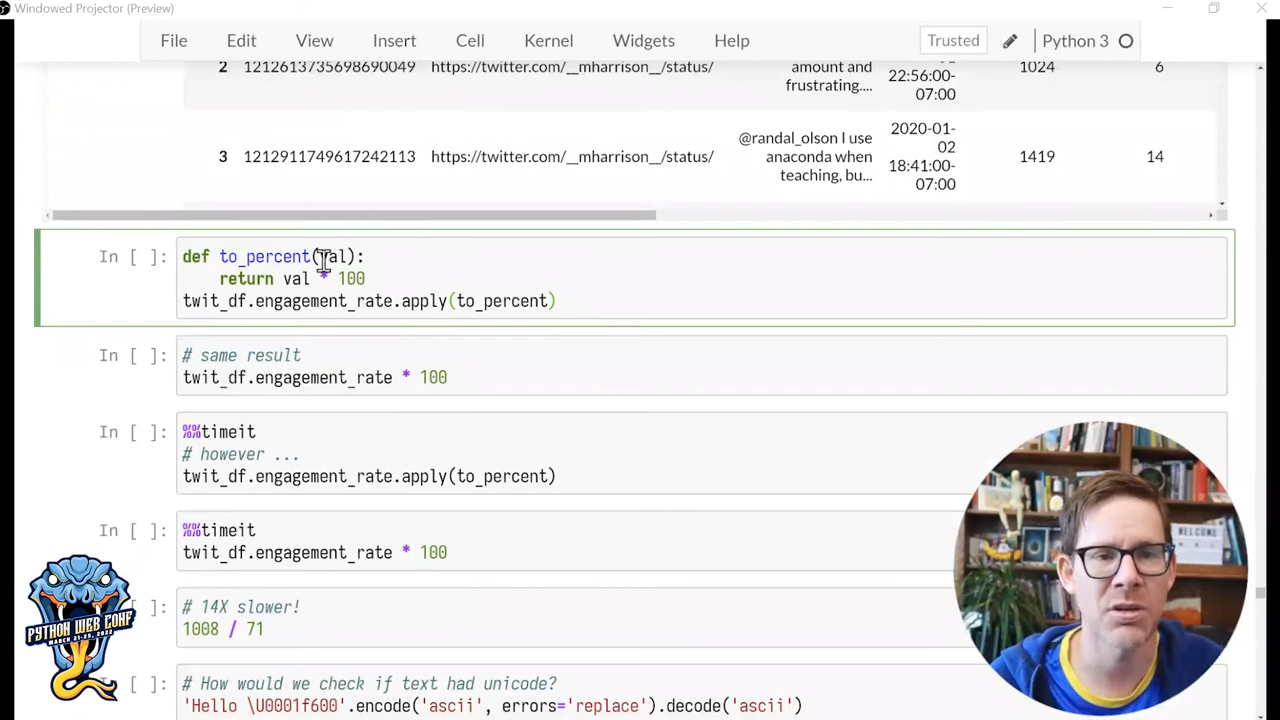 Windowed Projector (Preview)
File Edit View Insert Cell Kernel Widgets Help Trusted Python 3
2 1212613735698690049 https://twitter.com/__mharrison__/status/ amount and frustrating.... 22:56:00-07:00 1024 6
3 1212911749617242113 https://twitter.com/__mharrison__/status/ @randal_olson I use anaconda when teaching, bu... 2020-01-02 18:41:00-07:00 1419 14
In [ ]: def to_percent(val):
return val * 100
twit_df.engagement_rate.apply(to_percent)
In [ ]: # same result
twit_df.engagement_rate * 100
In [ ]: %%timeit
# however ...
twit_df.engagement_rate.apply(to_percent)
In [ ]: %%timeit
twit_df.engagement_rate * 100
]: # 14X slower!
1008 / 71
]: # How would we check if text had unicode?
'Hello \U0001f600'.encode('ascii', errors='replace').decode('ascii')
PYTHON WEB CONF
MARCH 21-25, 2022
WELCOME